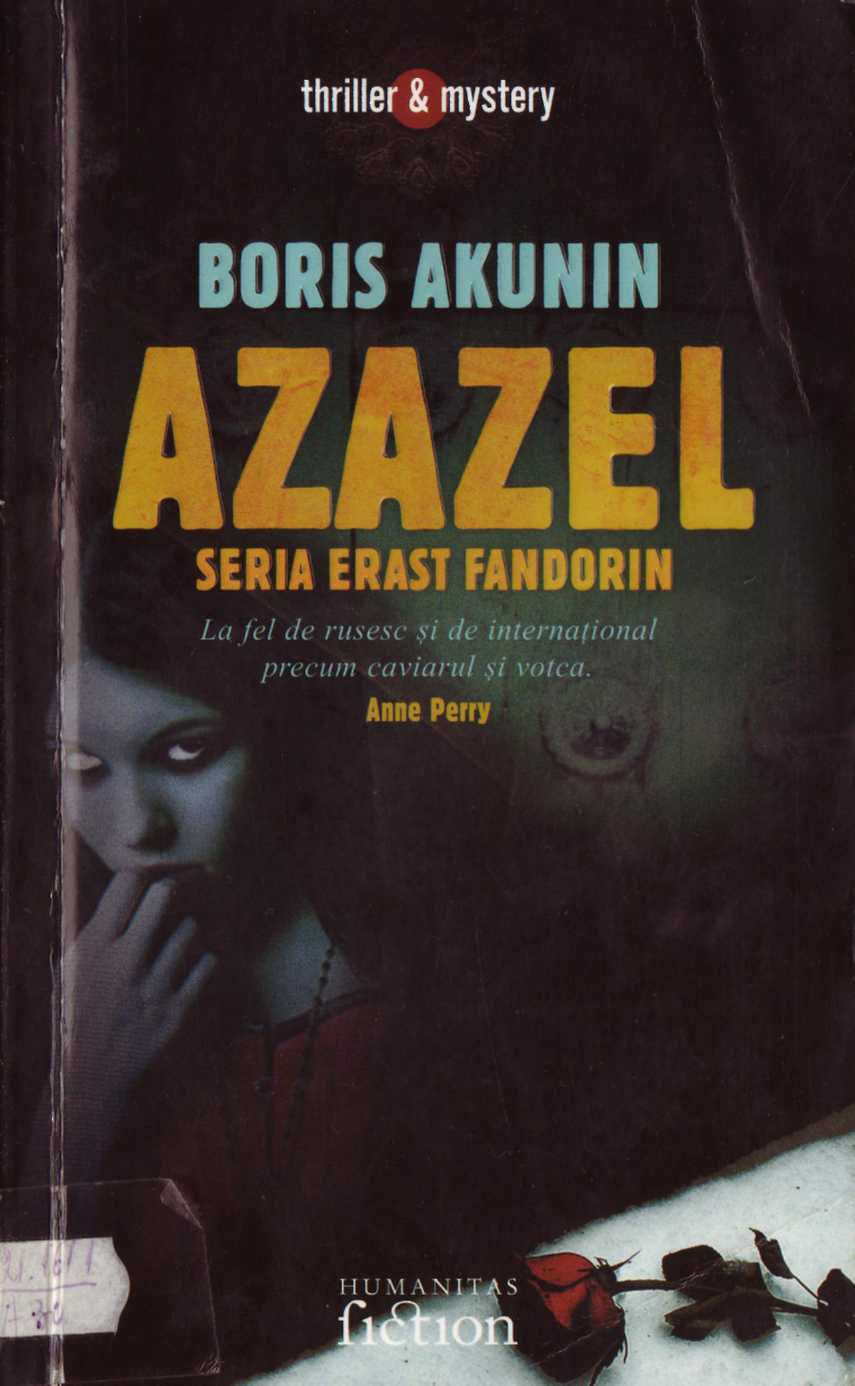 thriller & mystery
BORIS AKUNIN
AZAZEL
SERIA ERAST FANDORIN
La fel de rusesc și de internațional
precum caviarul și votca.
Anne Perry
HUMANITAS
fiction